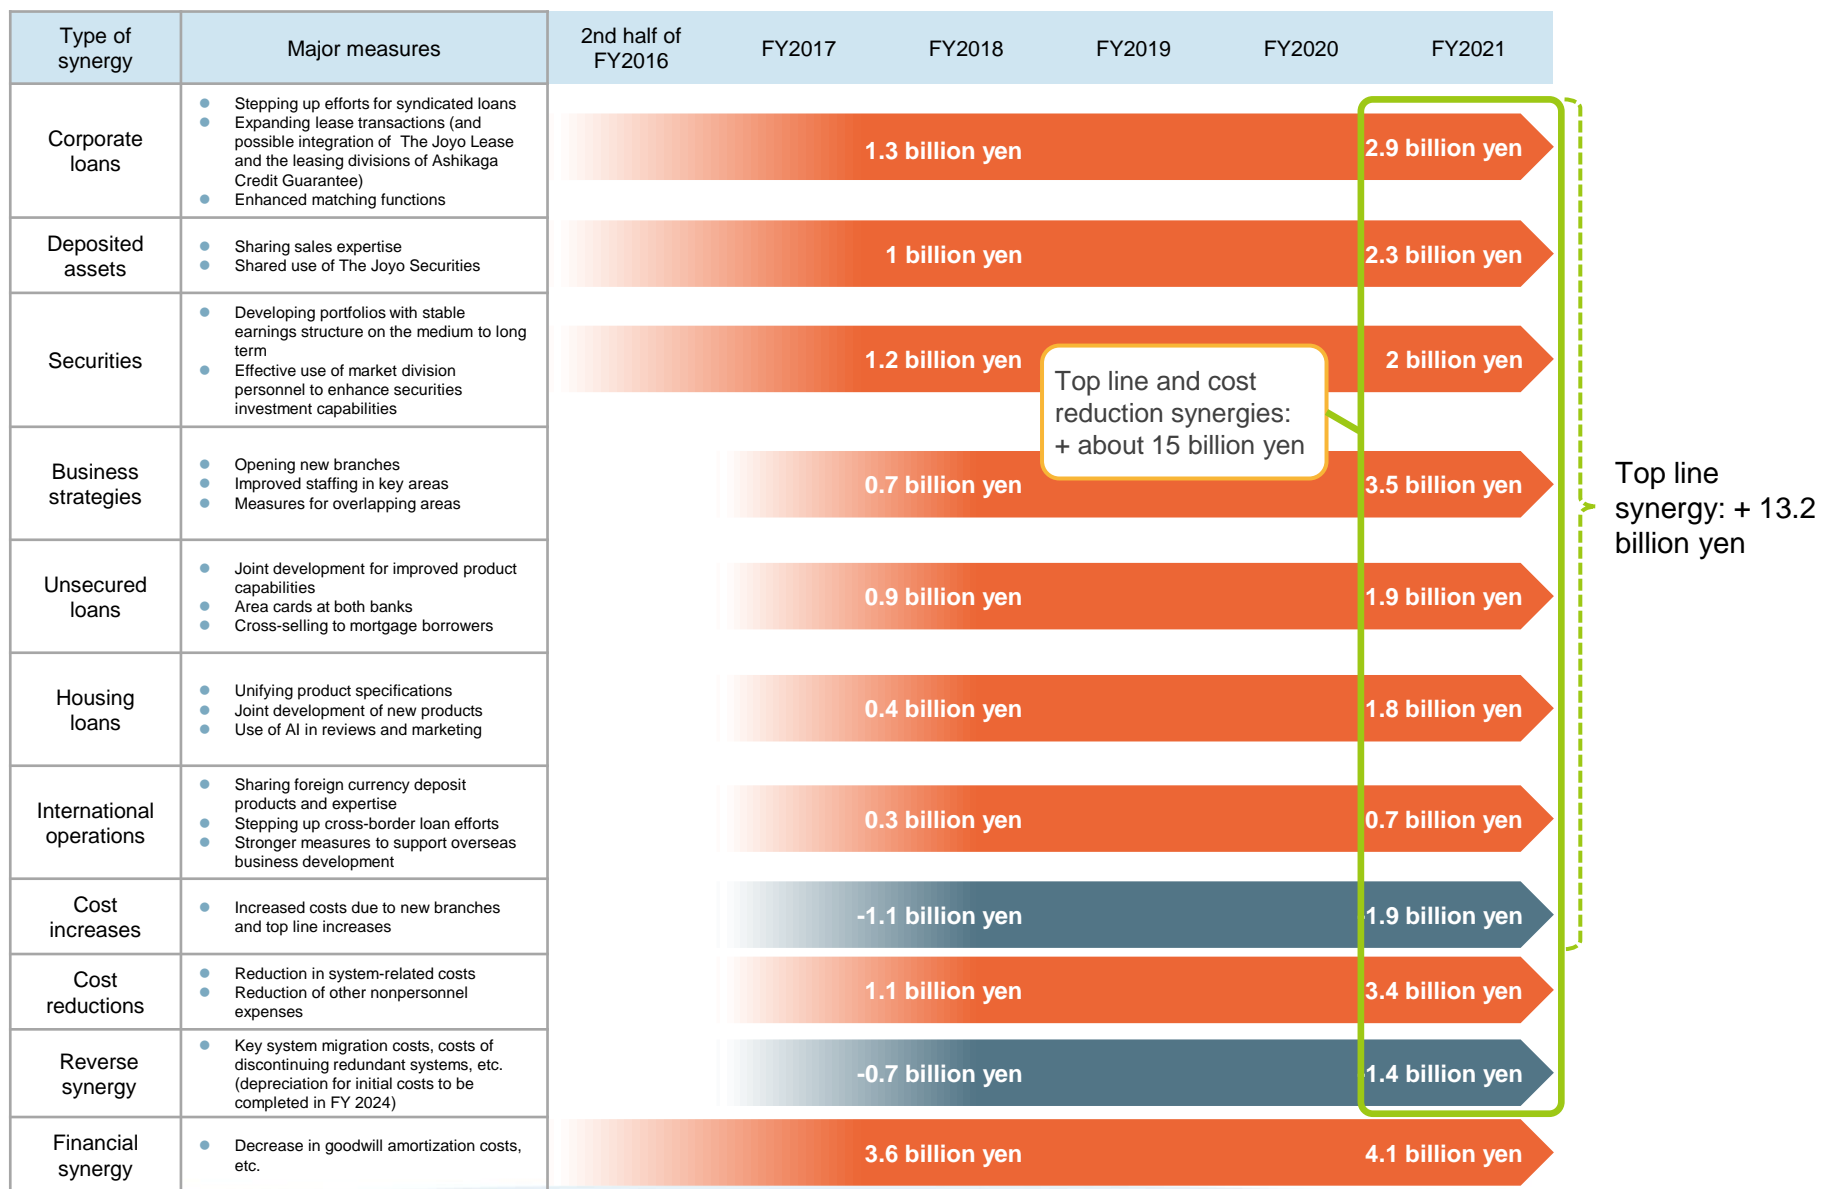 Type of
synergy
Major measures
2nd half of
FY2016
FY2017
FY2018
FY2019
FY2020
FY2021
Corporate
loans
Stepping up efforts for syndicated loans
Expanding lease transactions (and
possible integration of The Joyo Lease
and the leasing divisions of Ashikaga
Credit Guarantee)
Enhanced matching functions
1.3 billion yen
2.9 billion yen
Deposited
assets
Sharing sales expertise
Shared use of The Joyo Securities
1 billion yen
2.3 billion yen
Securities
Developing portfolios with stable
earnings structure on the medium to long
term
Effective use of market division
personnel to enhance securities
investment capabilities
1.2 billion yen
2 billion yen
Top line and cost
reduction synergies:
+ about 15 billion yen
Business
strategies
Opening new branches
Improved staffing in key areas
Measures for overlapping areas
0.7 billion yen
3.5 billion yen
Top line
synergy: + 13.2
billion yen
Unsecured
loans
Joint development for improved product
capabilities
Area cards at both banks
Cross-selling to mortgage borrowers
0.9 billion yen
1.9 billion yen
Housing
loans
Unifying product specifications
Joint development of new products
Use of AI in reviews and marketing
0.4 billion yen
1.8 billion yen
International
operations
Sharing foreign currency deposit
products and expertise
Stepping up cross-border loan efforts
Stronger measures to support overseas
business development
0.3 billion yen
0.7 billion yen
Cost
increases
Increased costs due to new branches
and top line increases
-1.1 billion yen
-1.9 billion yen
Cost
reductions
Reduction in system-related costs
Reduction of other nonpersonnel
expenses
1.1 billion yen
3.4 billion yen
Reverse
synergy
Key system migration costs, costs of
discontinuing redundant systems, etc.
(depreciation for initial costs to be
completed in FY 2024)
-0.7 billion yen
-1.4 billion yen
Financial
synergy
Decrease in goodwill amortization costs,
etc.
3.6 billion yen
4.1 billion yen